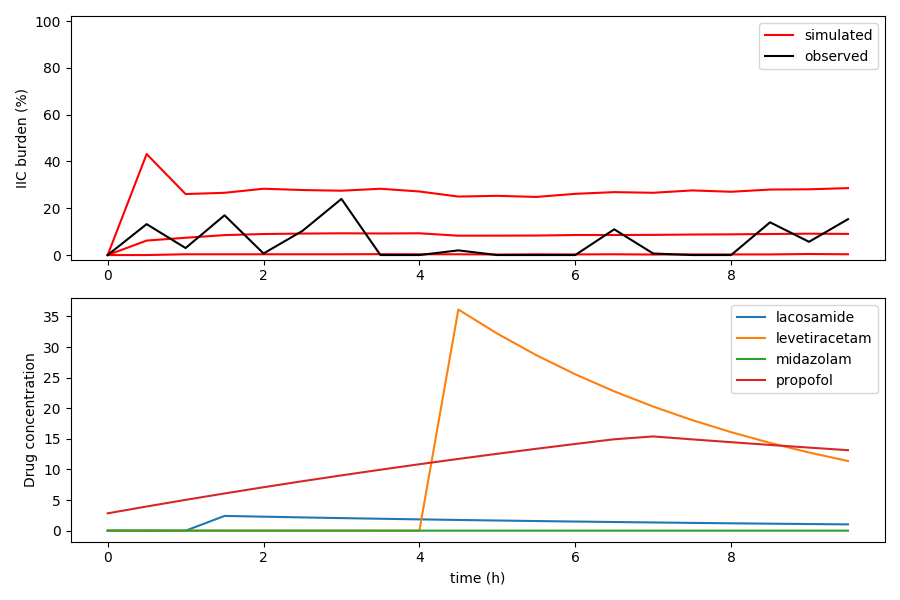 IIC burden (%)
100
80
60
40
20
0
simulated
observed
0 2 4 6 8
Drug concentration
35
30
25
20
15
10
5
0
lacosamide
levetiracetam
midazolam
propofol
0 2 4 6 8
time (h)